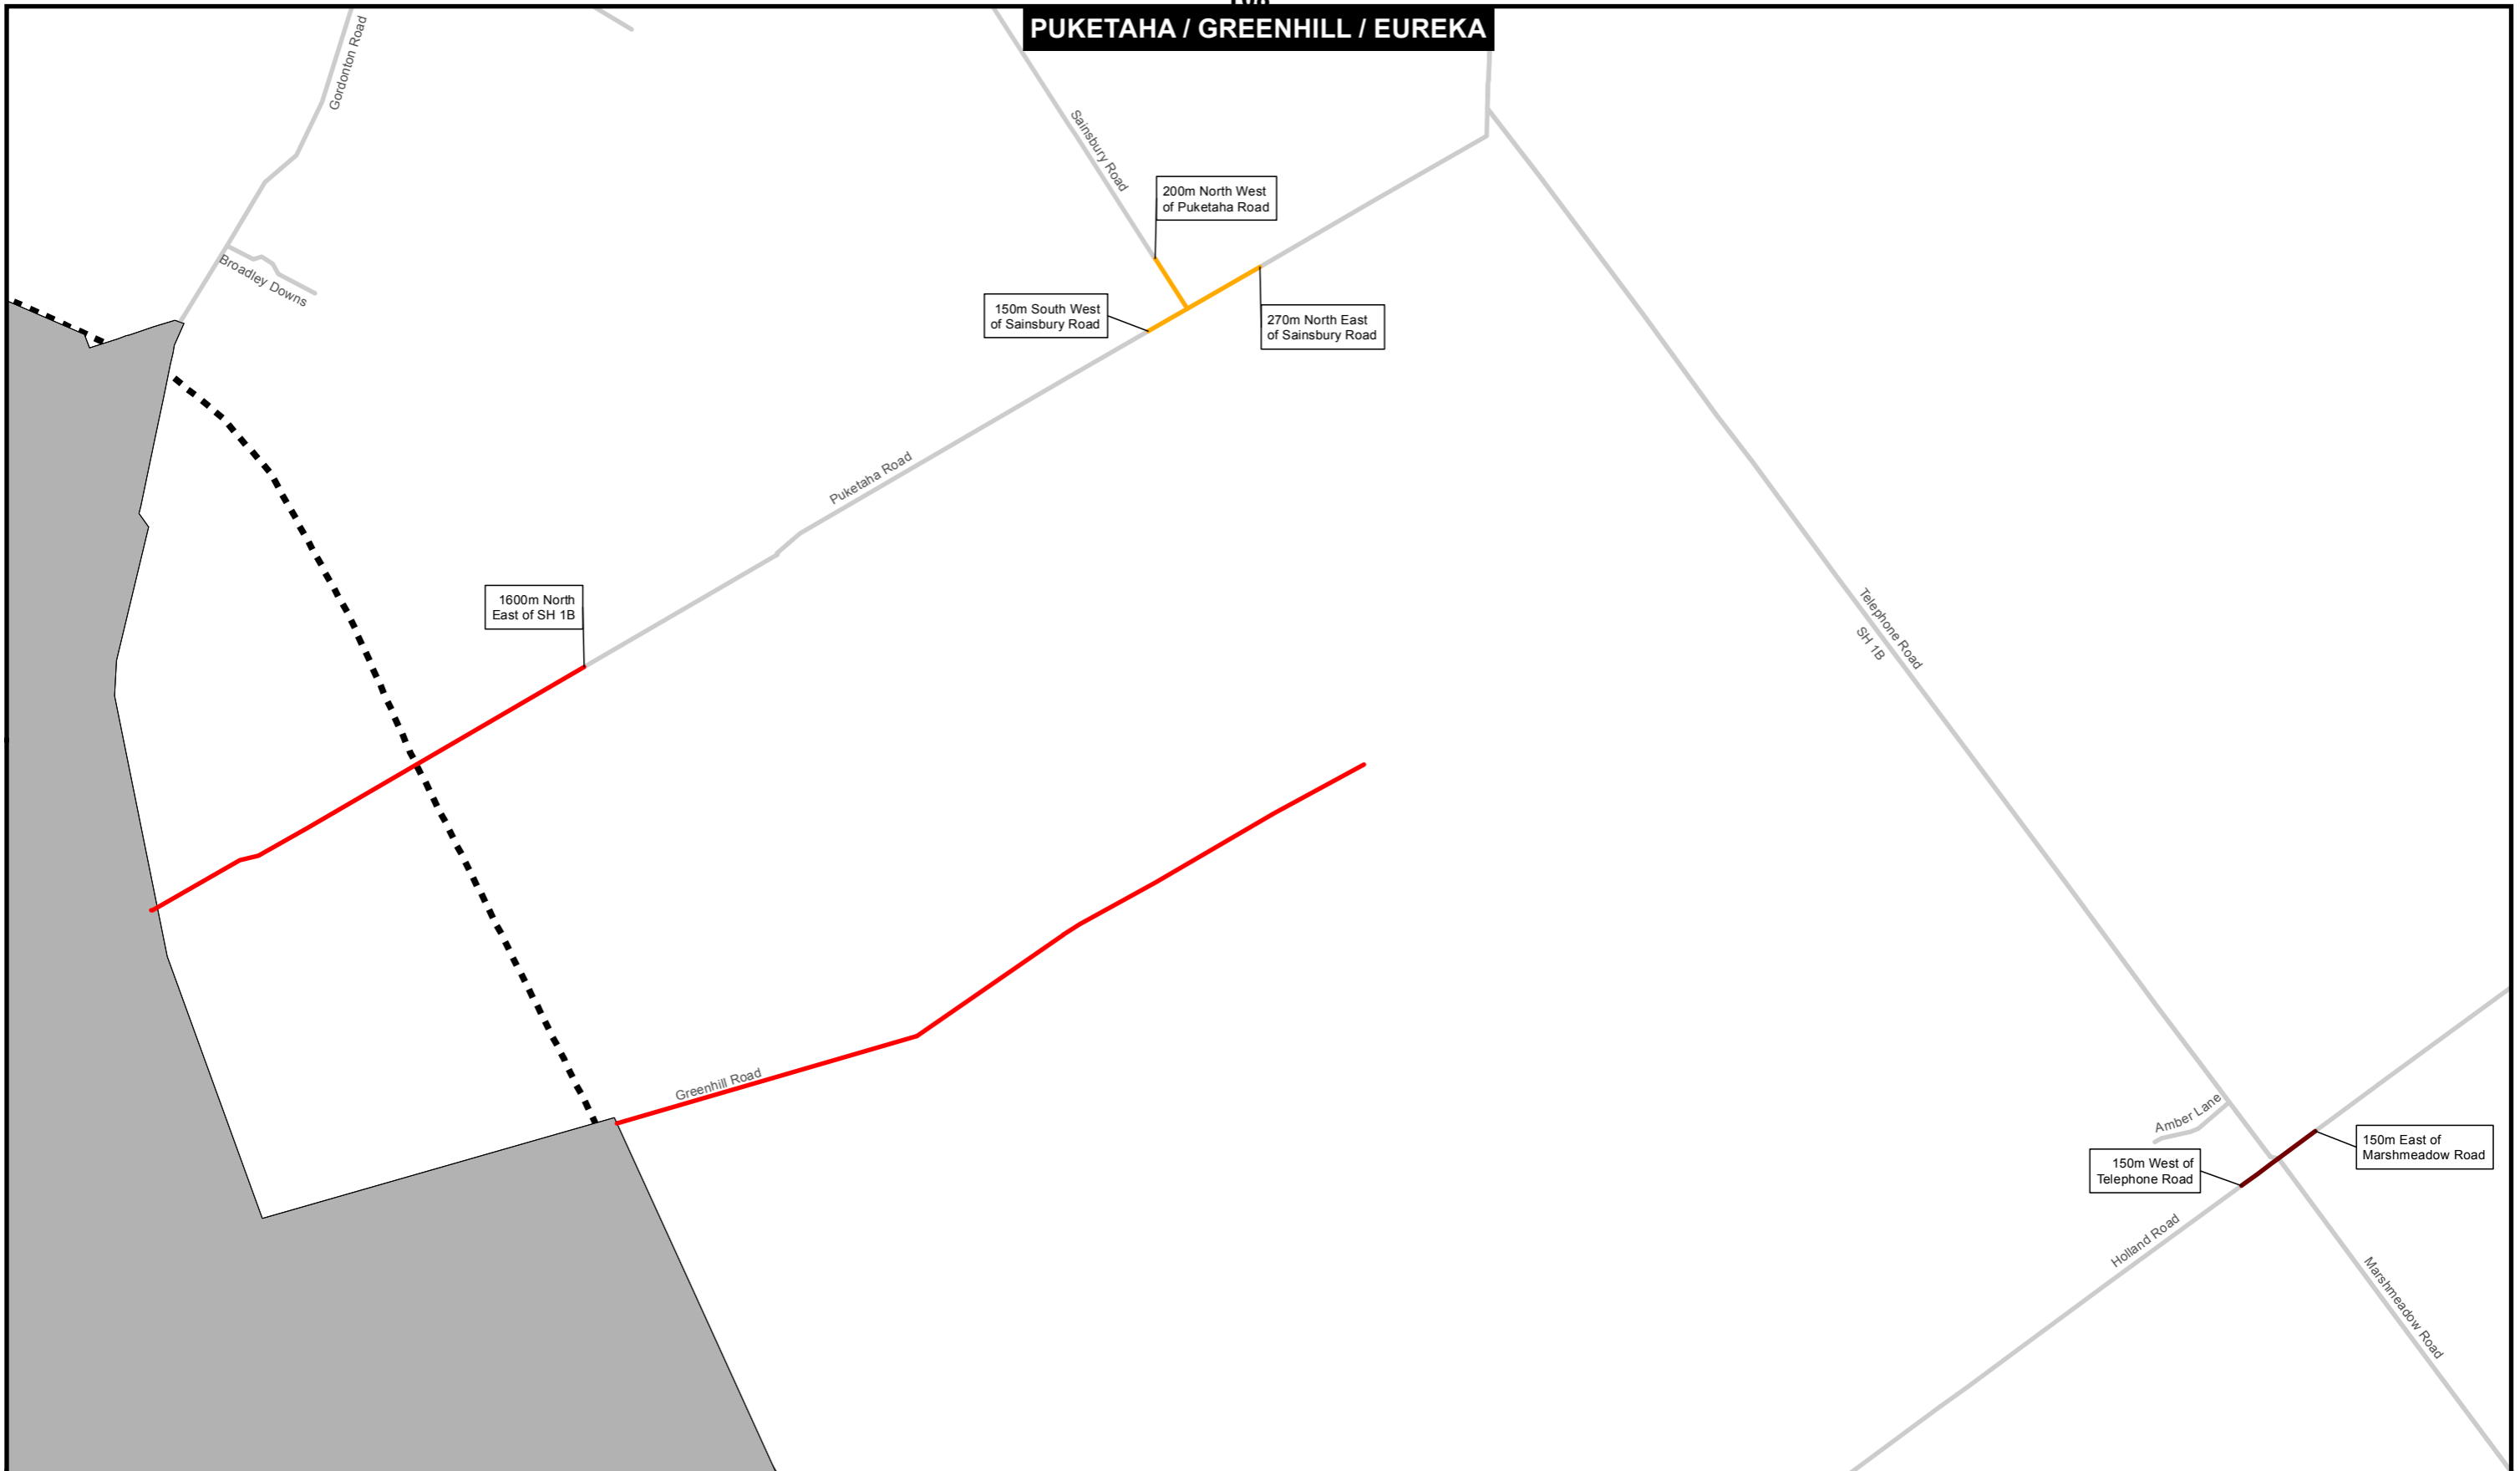 PUKETAHA / GREENHILL / EUREKA
Gordonton Road
Sainsbury Road
200m North West
of Puketaha Road
Broadley Downs
150m South West
of Sainsbury Road
270m North East
of Sainsbury Road
Puketaha Road
1600m North
East of SH 1B
Telephone Road
SH 1B
Greenhill Road
Amber Lane
150m East of
Marshmeadow Road
150m West of
Telephone Road
Holland Road
Marshmeadow Road